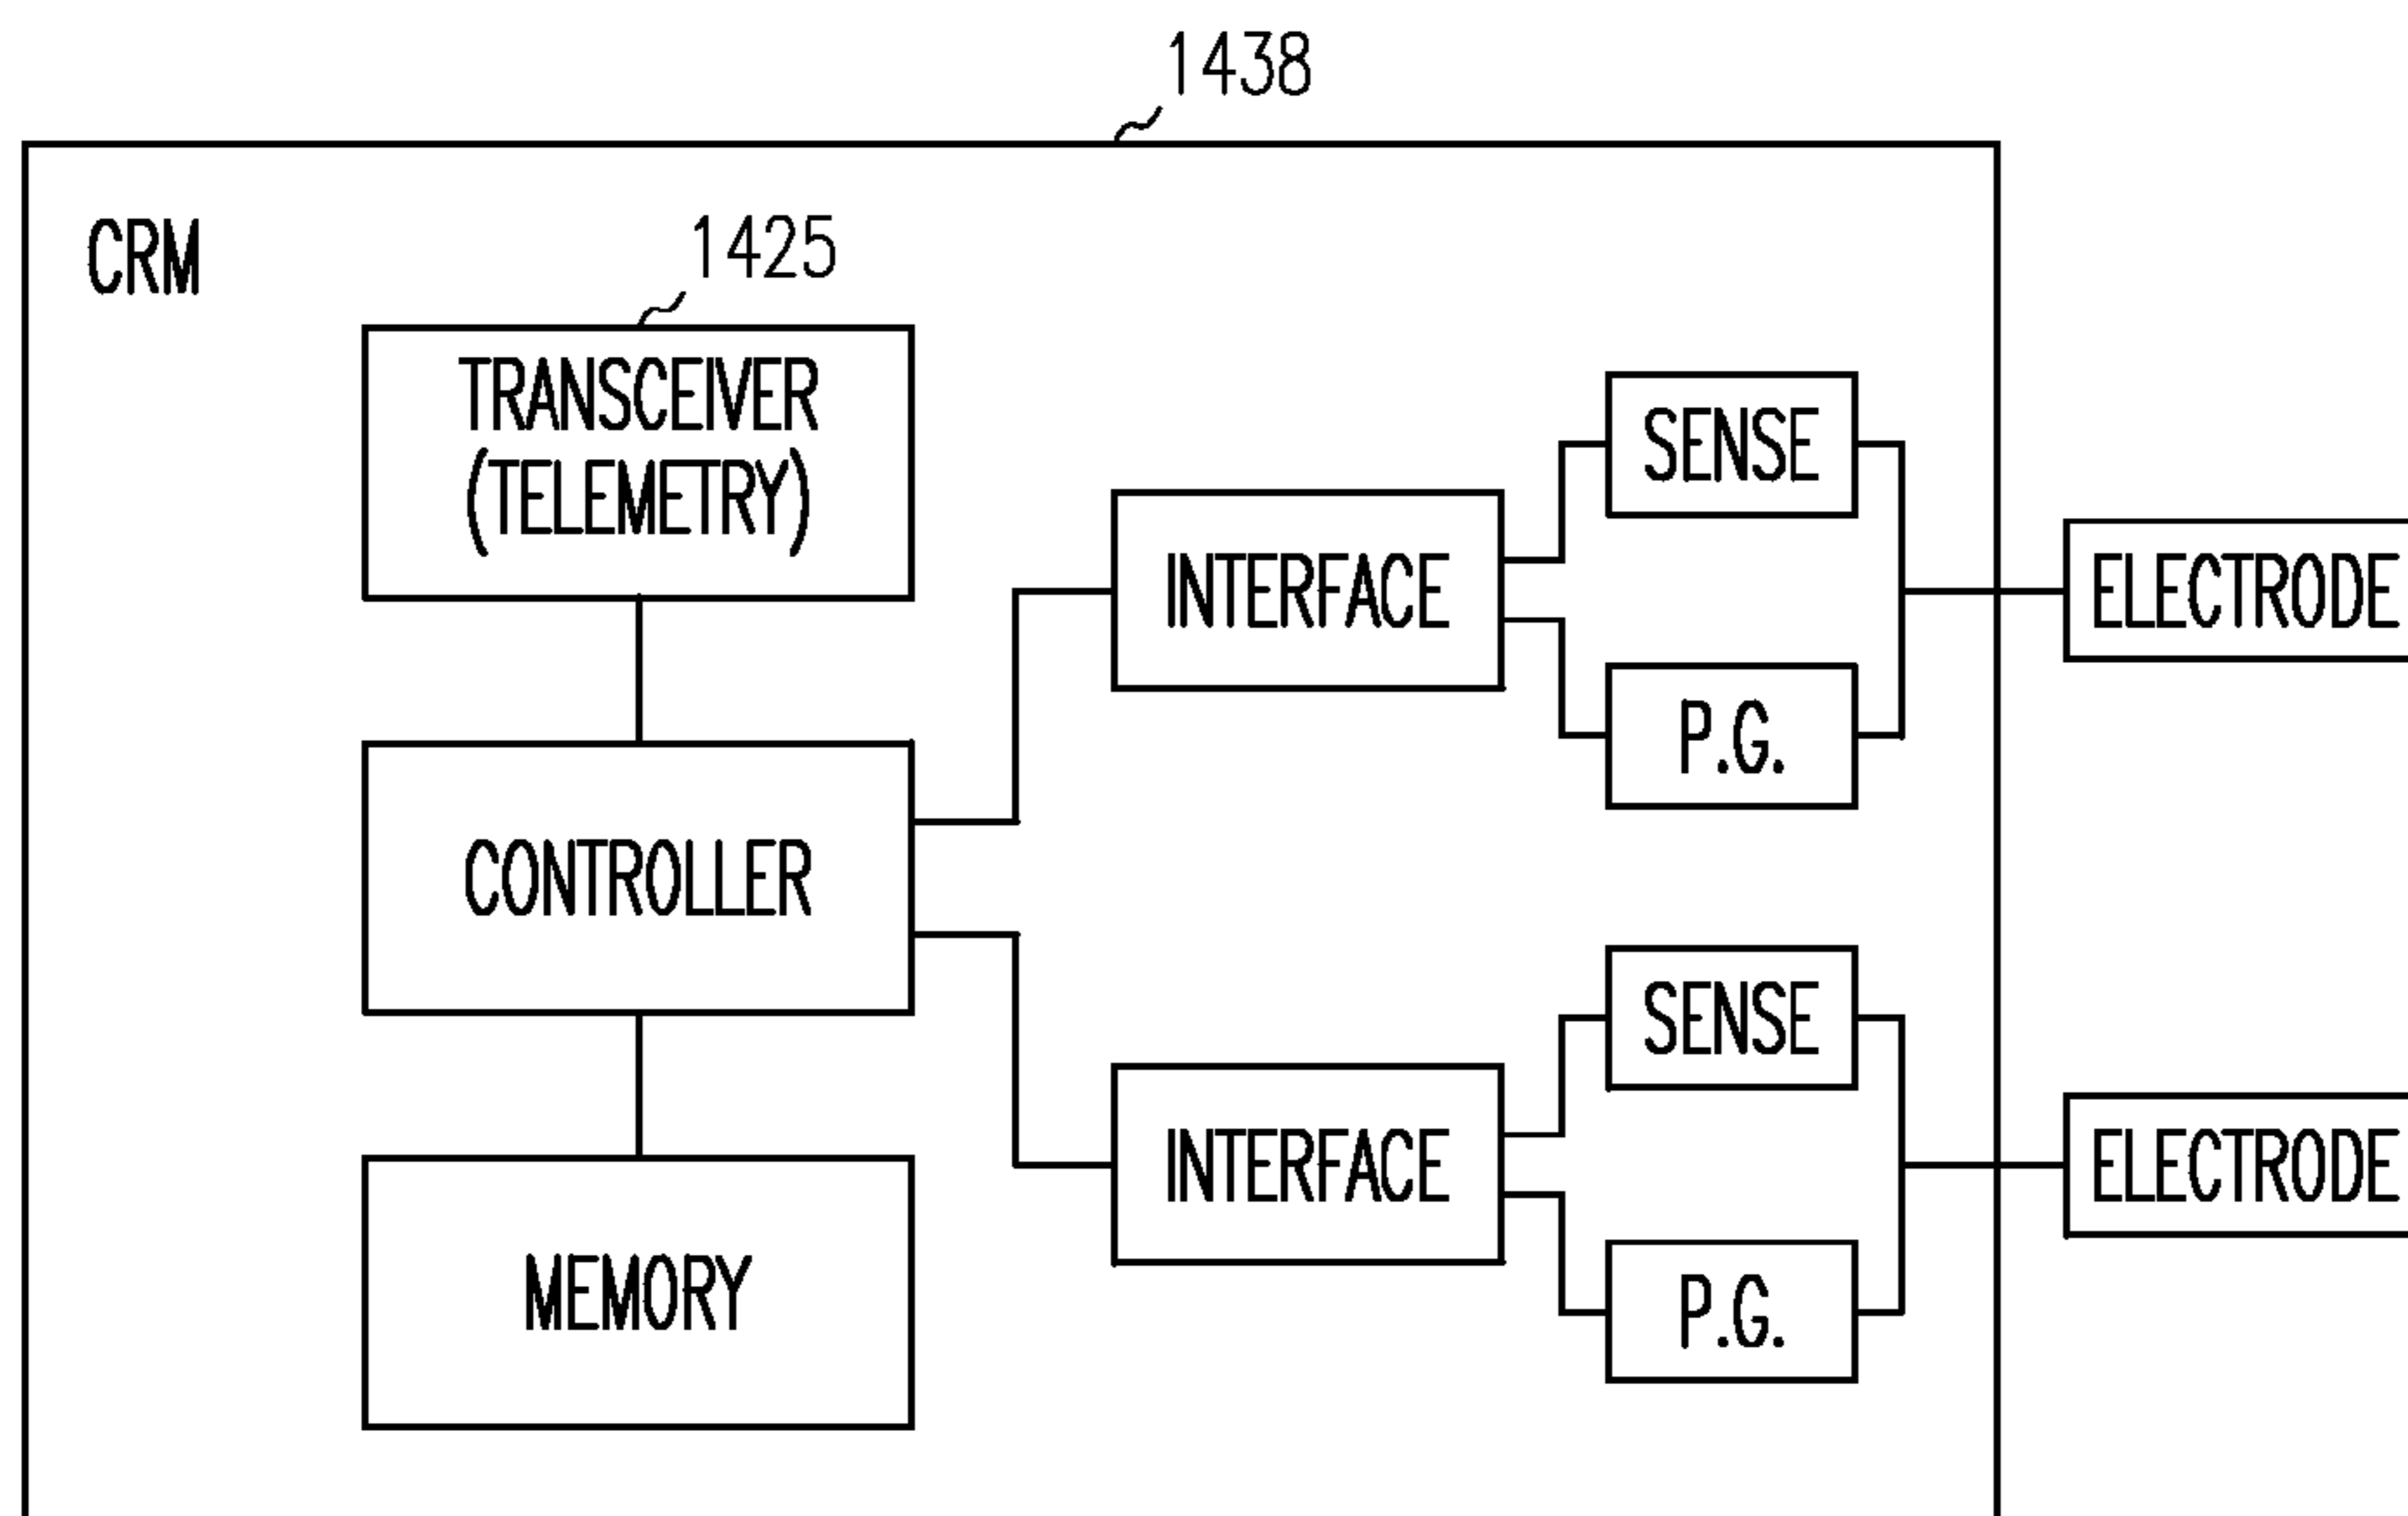 1438
CRM
1425
TRANSCEIVER
(TELEMETRY)
SENSE
INTERFACE
ELECTRODE
P.G.
CONTROLLER
SENSE
INTERFACE
ELECTRODE
P.G.
MEMORY